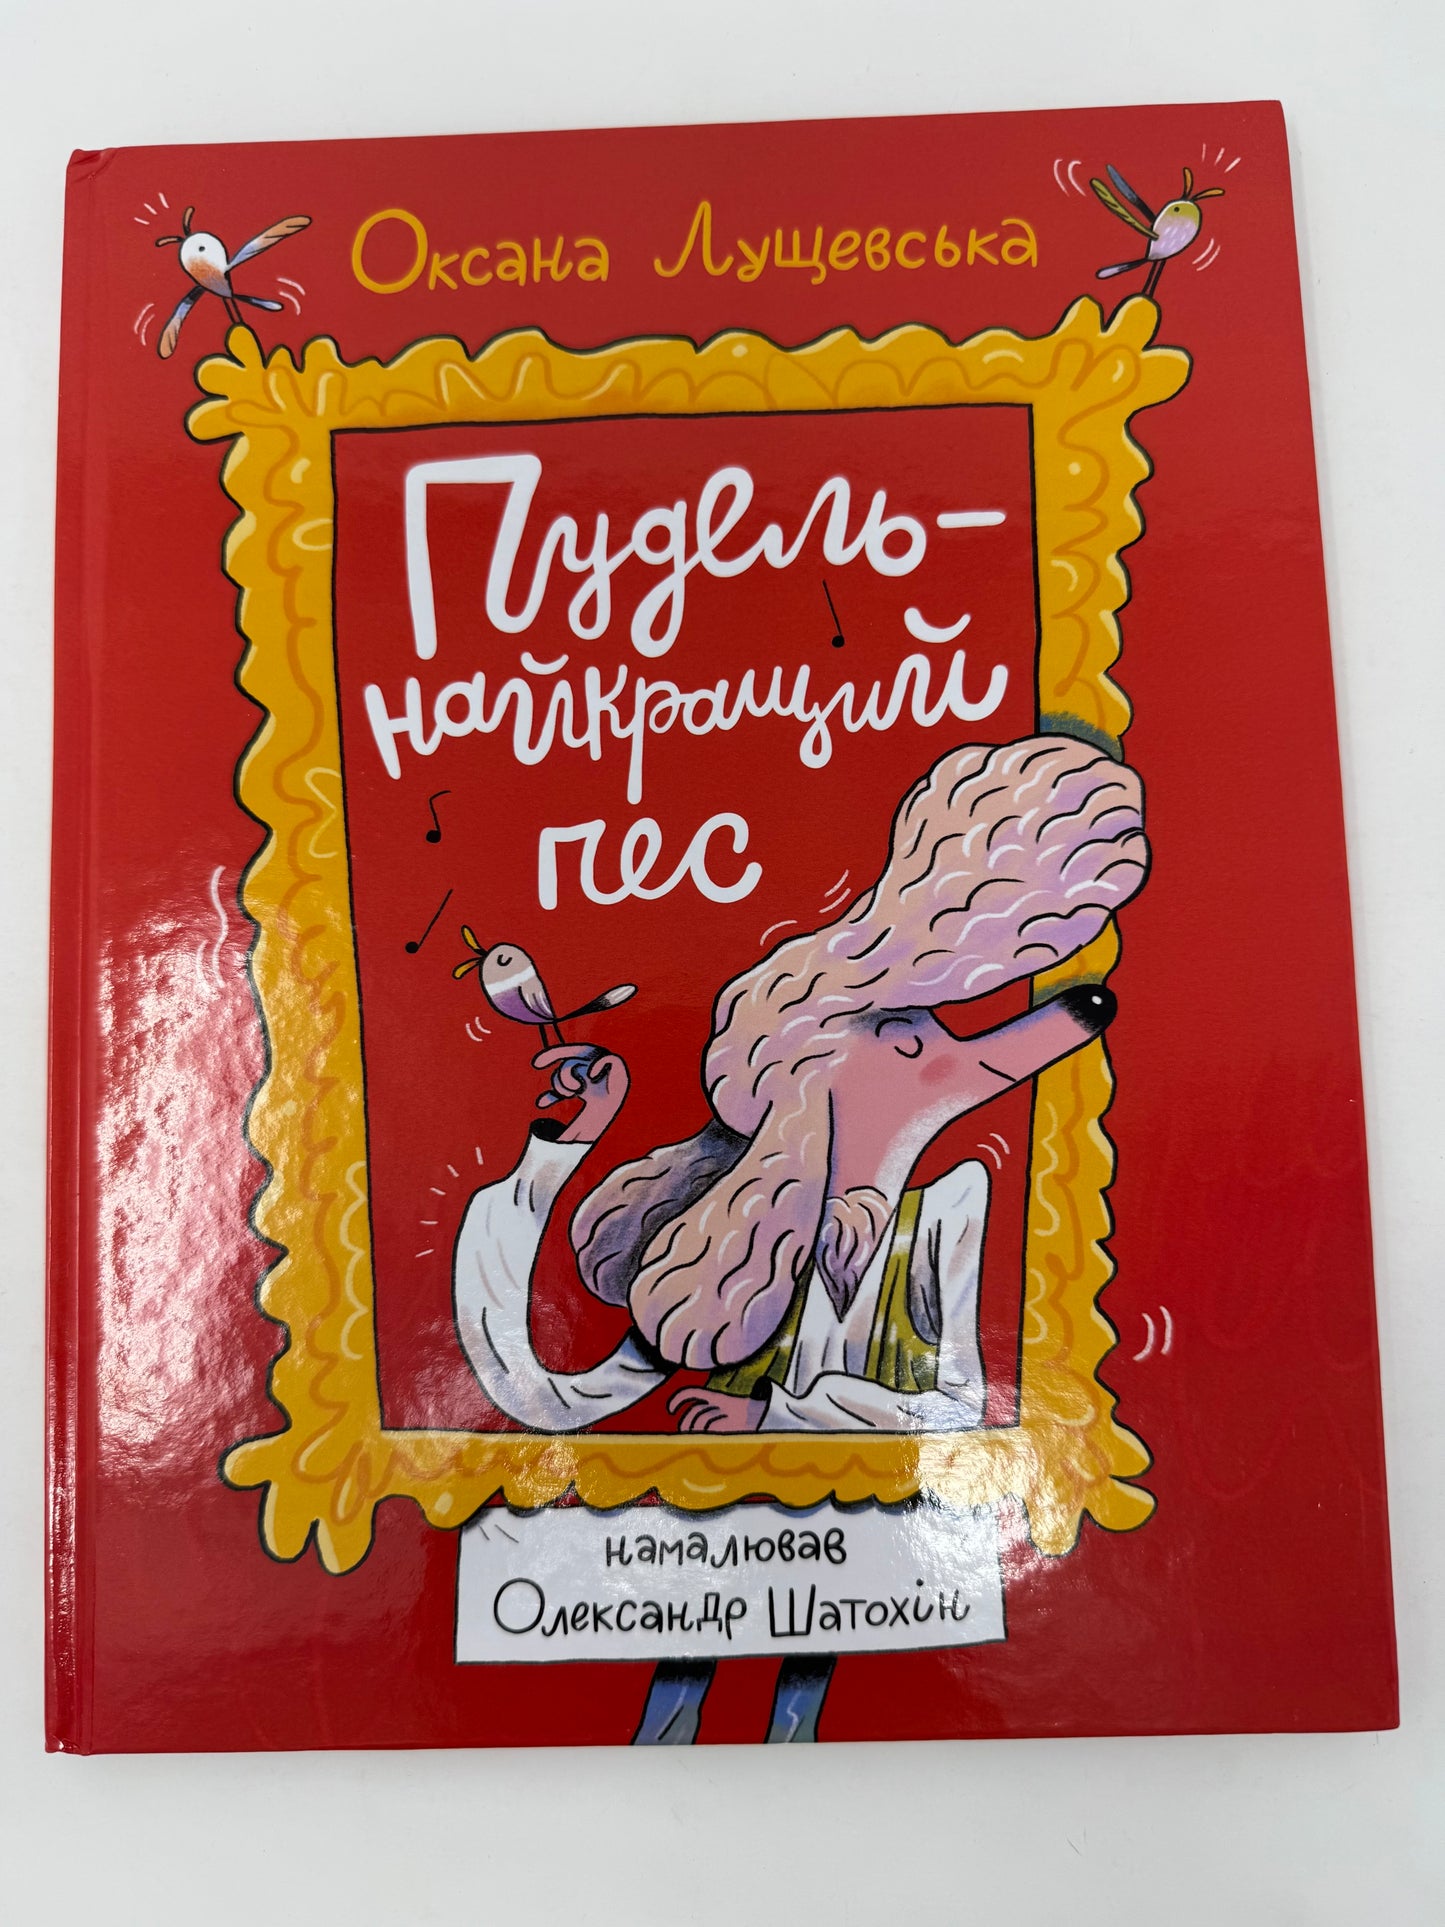 Оксана Лущевська
Пудель–
найкращий
пес
намалював
Олександр Шатохін